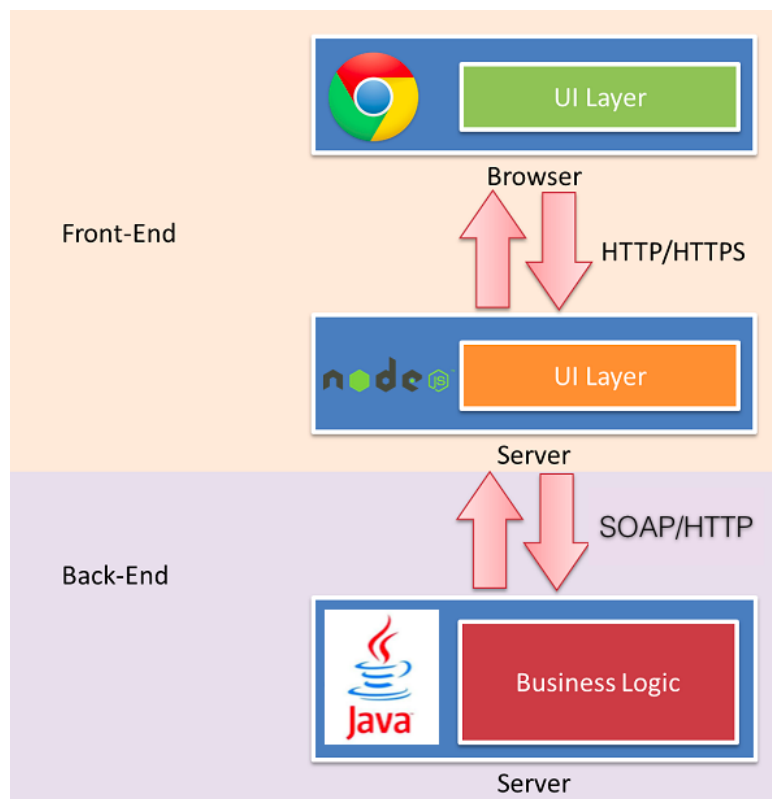 UI Layer
Browser
Front-End
HTTP/HTTPS
node JS
UI Layer
Server
SOAP/HTTP
Back-End
Java
Business Logic
Server